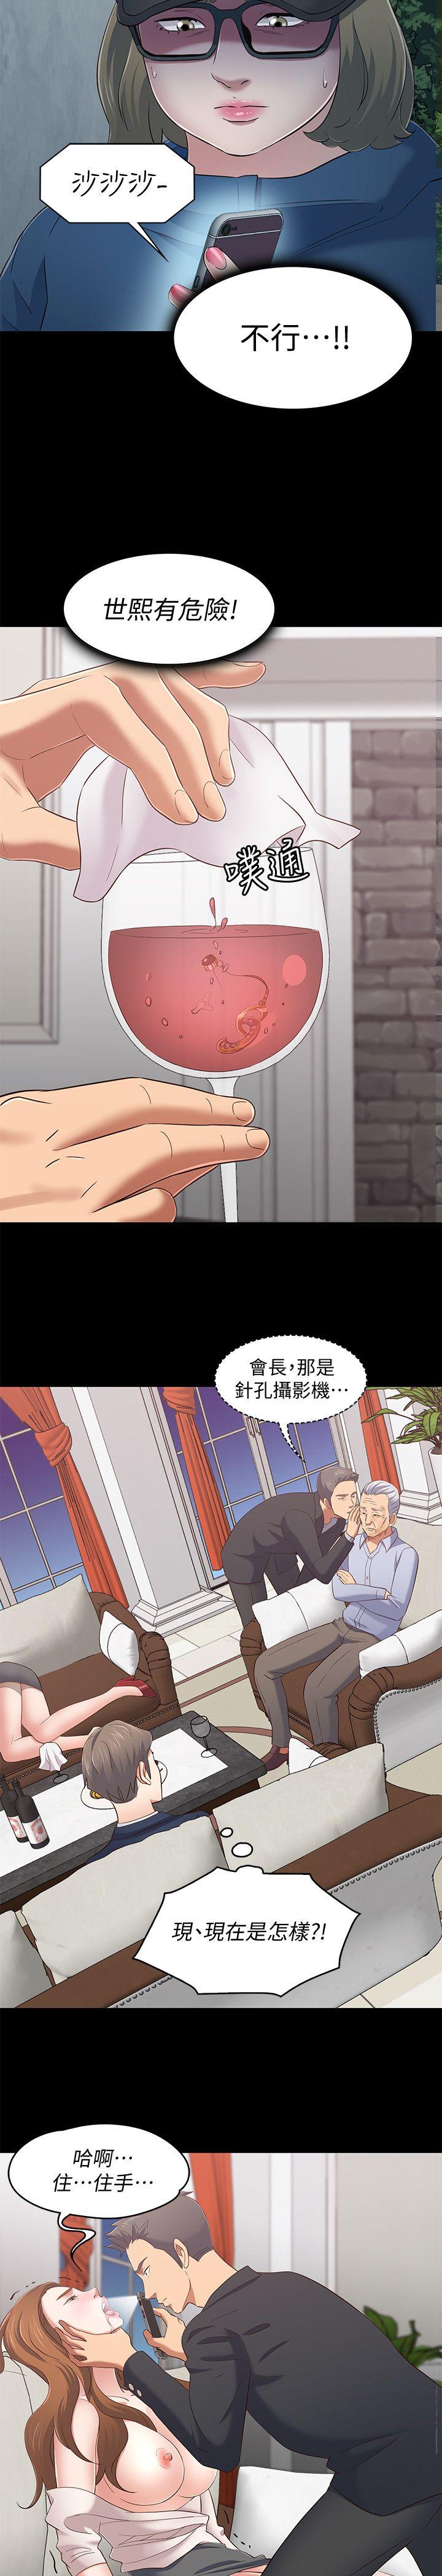 沙沙沙-
不行…!!
世熙有危險!
噗通
會長,那是
針孔攝影機…
現、現在是怎樣?!
哈啊…
住…住手…